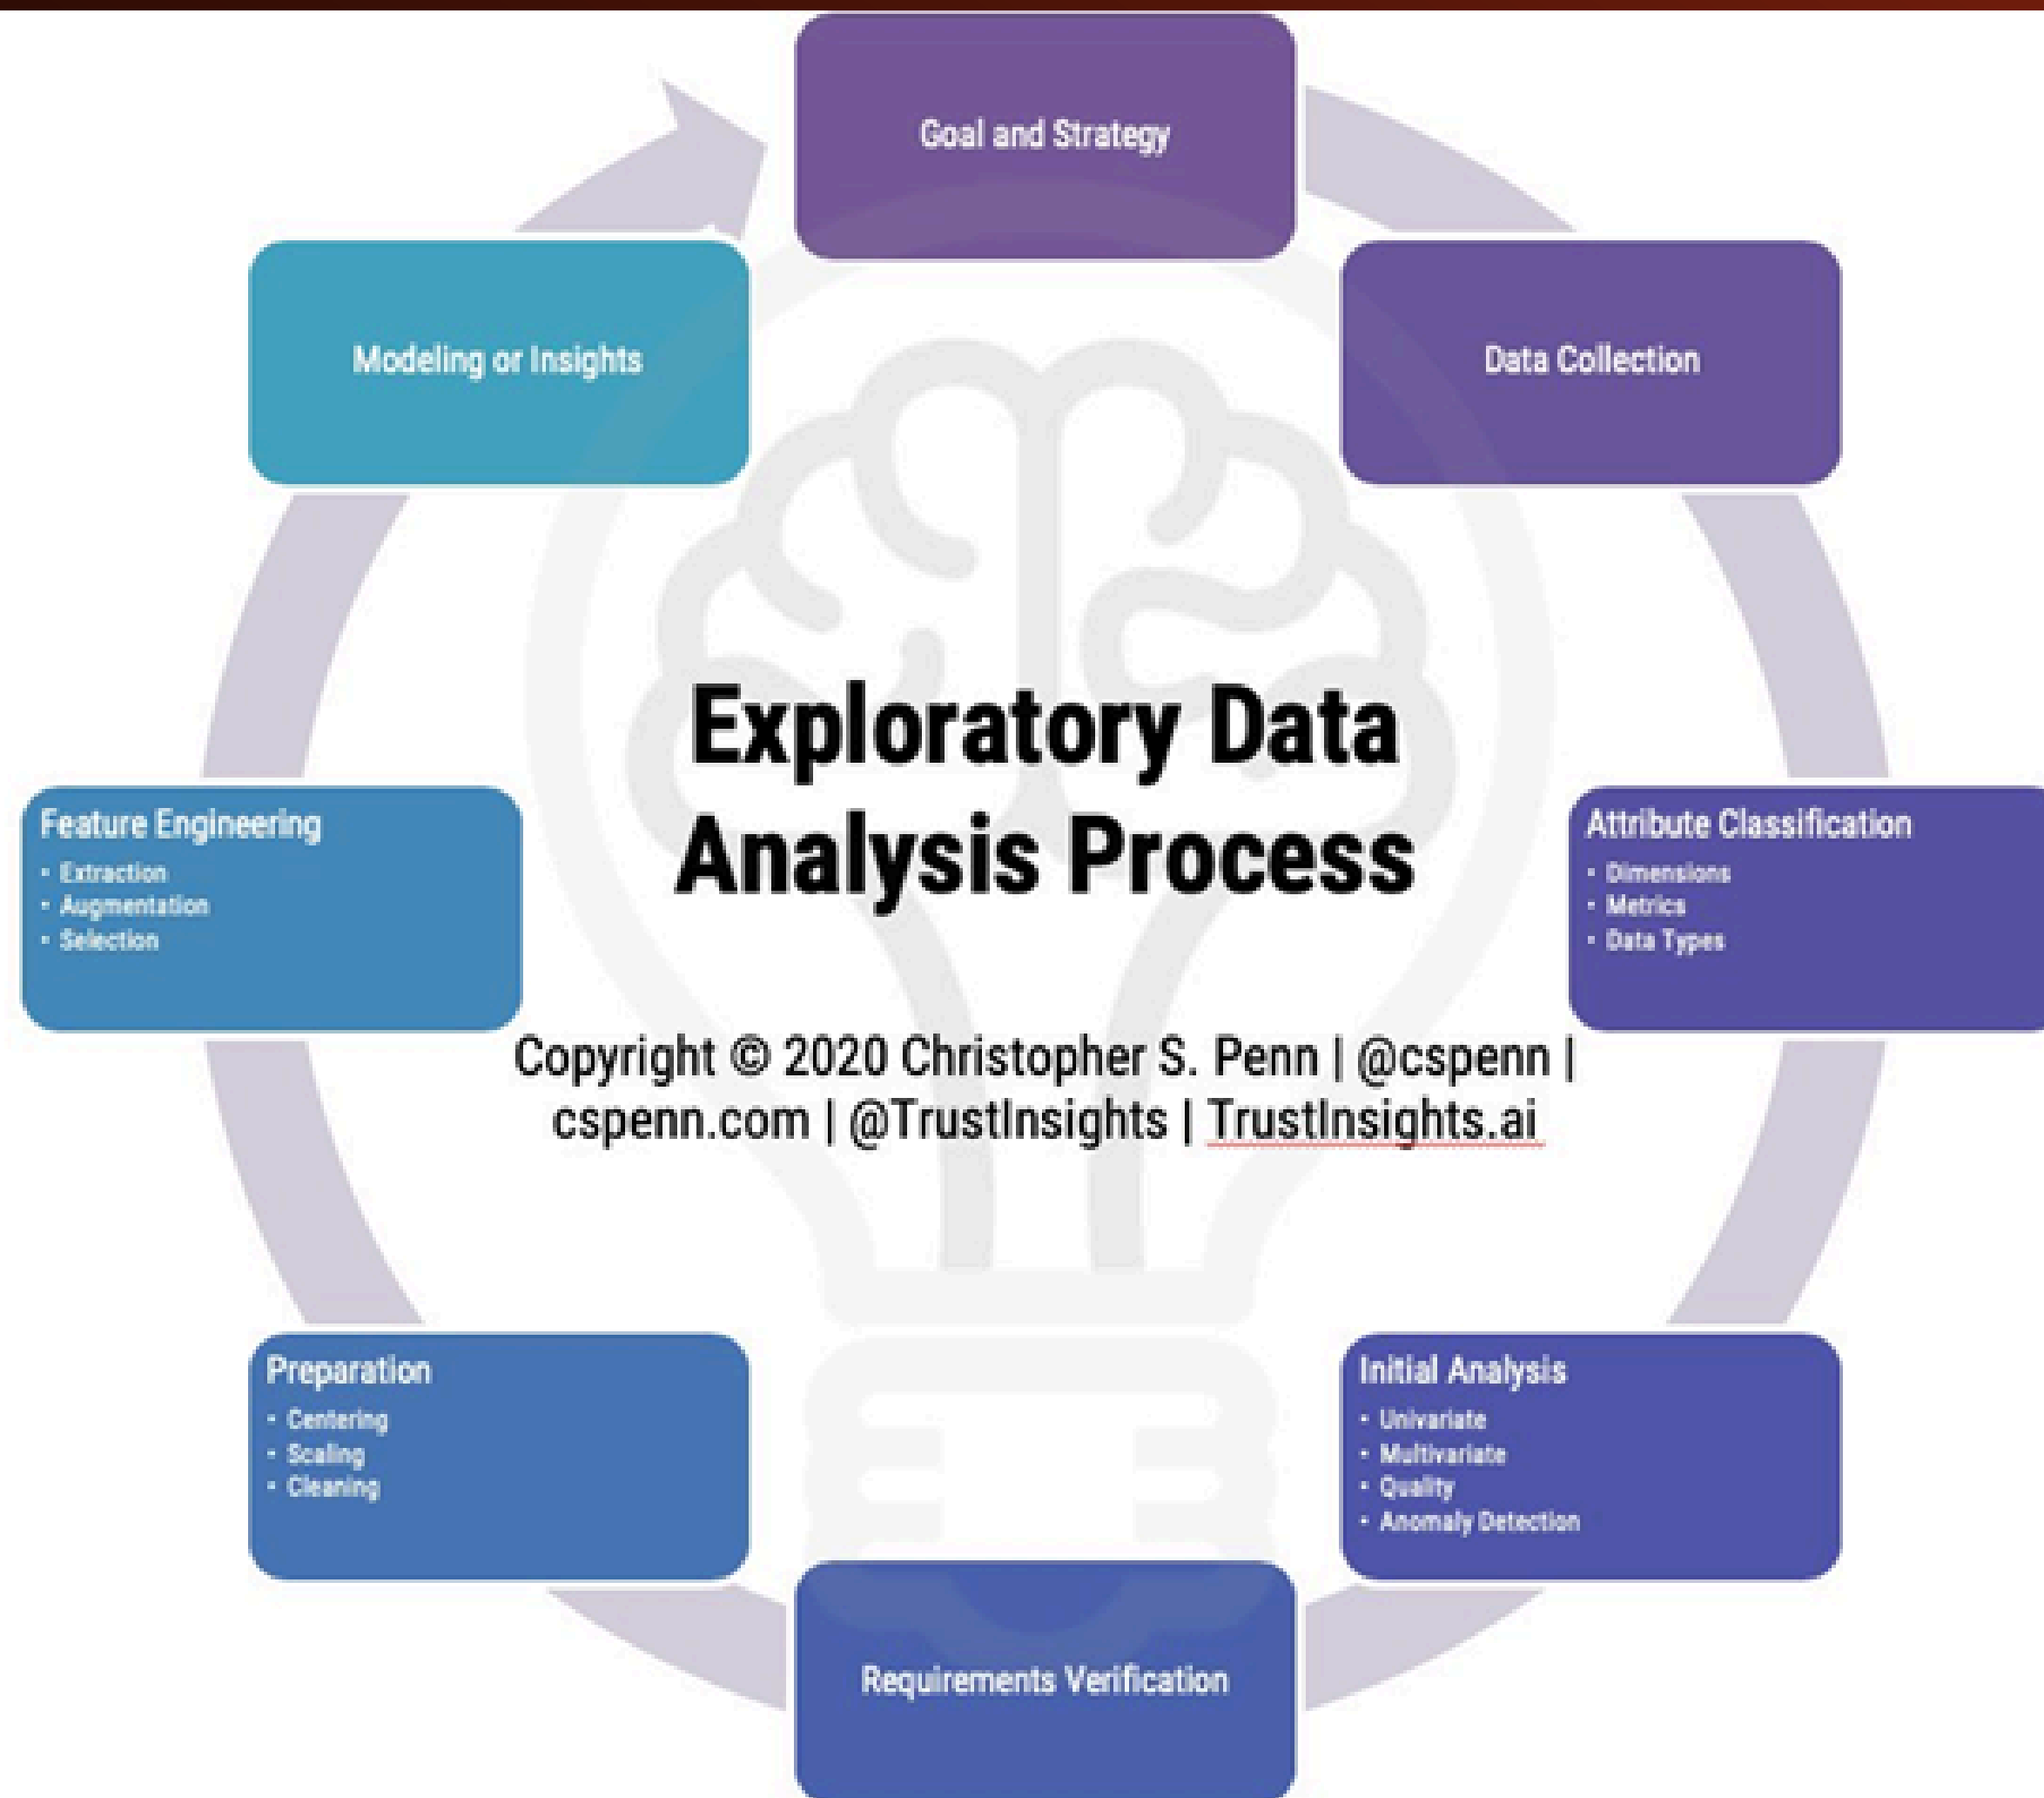 Goal and Strategy
Data Collection
Attribute Classification
• Dimensions
• Metrics
• Data Types
Initial Analysis
• Univariate
• Multivariate
• Quality
• Anomaly Detection
Requirements Verification
Preparation
• Centering
• Scaling
• Cleaning
Feature Engineering
• Extraction
• Augmentation
• Selection
Modeling or Insights
Exploratory Data
Analysis Process
Copyright © 2020 Christopher S. Penn | @cspenn |
cspenn.com | @TrustInsights | TrustInsights.ai